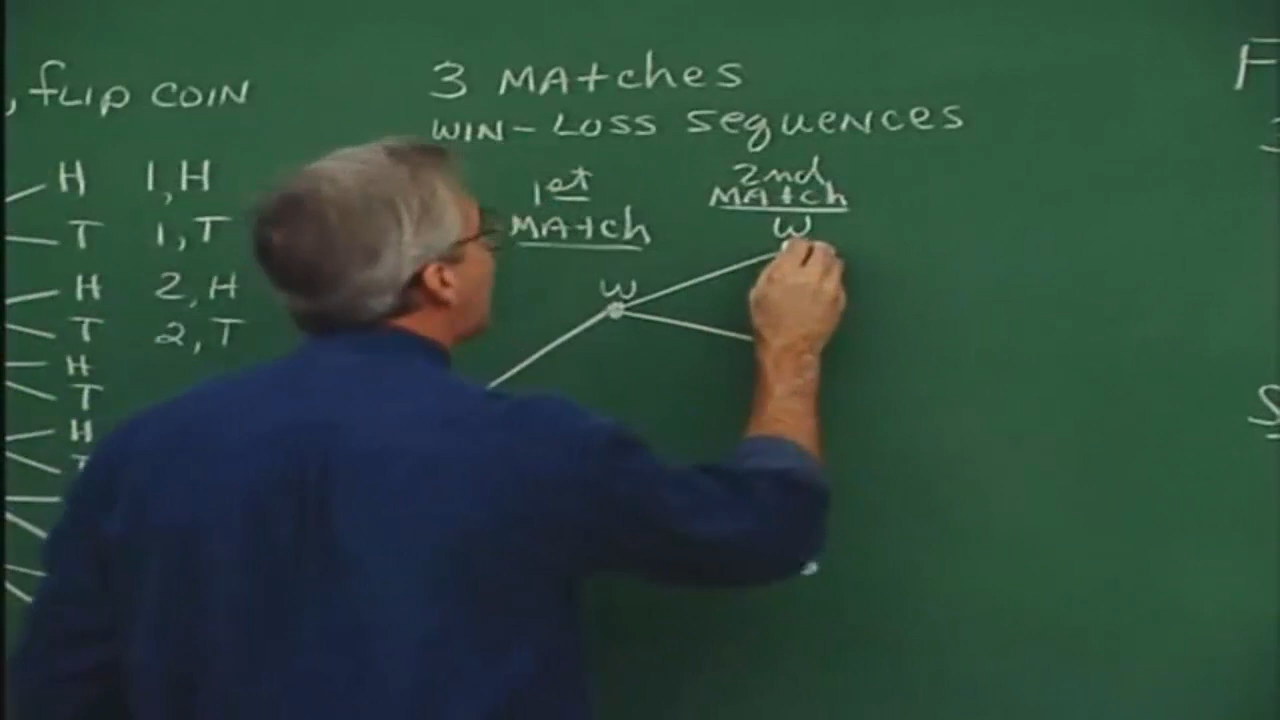 , FLIP COIN
H 1,H
T 1,T
H 2,H
T 2,T
H
T
H
T
3 MATCHES
WIN-LOSS SEQUENCES
1st
MATCH
2nd
MATCH
W
W
F
S